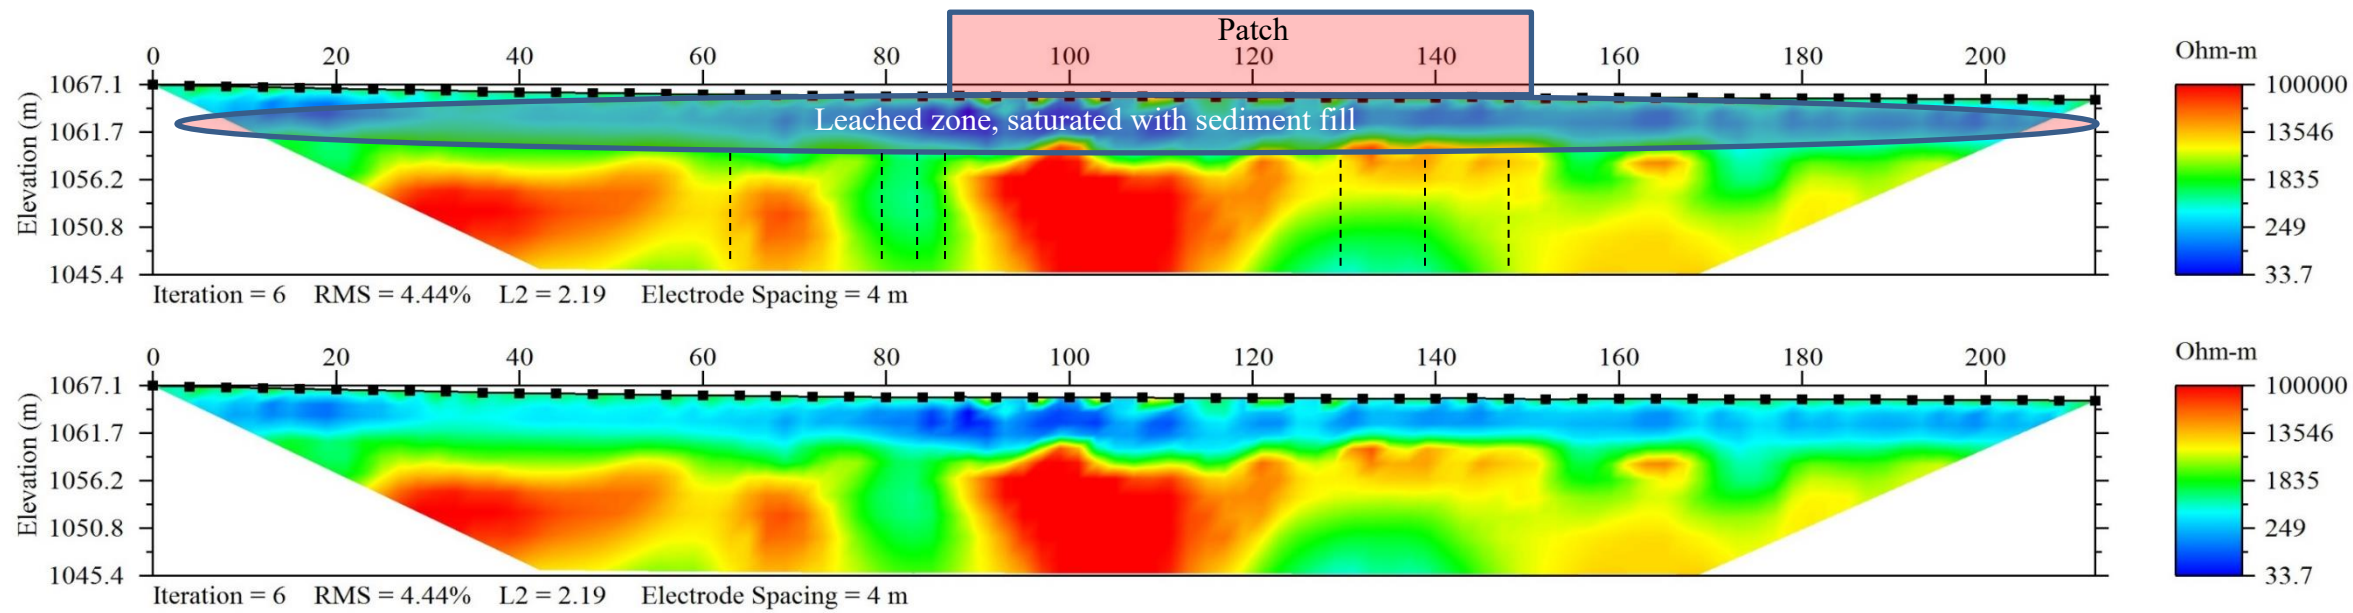 Patch
0 20 40 60 80 100 120 140 160 180 200
Ohm-m
1067.1
1061.7
1056.2
1050.8
1045.4
Elevation (m)
Leached zone, saturated with sediment fill
100000
13546
1835
249
33.7
Iteration = 6 RMS = 4.44% L2 = 2.19 Electrode Spacing = 4 m
0 20 40 60 80 100 120 140 160 180 200
Ohm-m
1067.1
1061.7
1056.2
1050.8
1045.4
Elevation (m)
100000
13546
1835
249
33.7
Iteration = 6 RMS = 4.44% L2 = 2.19 Electrode Spacing = 4 m